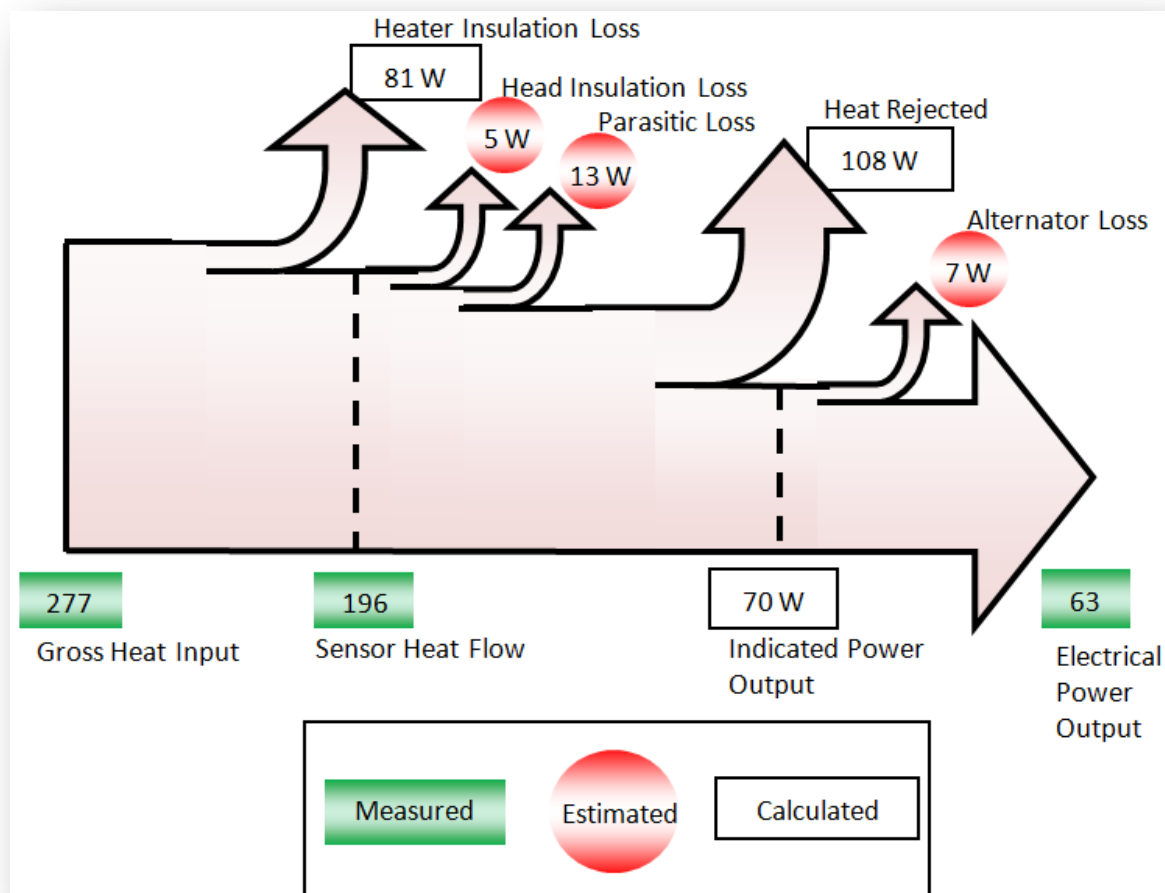 Heater Insulation Loss
81 W
Head Insulation Loss
5 W
Parasitic Loss
13 W
Heat Rejected
108 W
Alternator Loss
7 W
277
196
70 W
63
Gross Heat Input
Sensor Heat Flow
Indicated Power
Output
Electrical
Power
Output
Measured
Estimated
Calculated